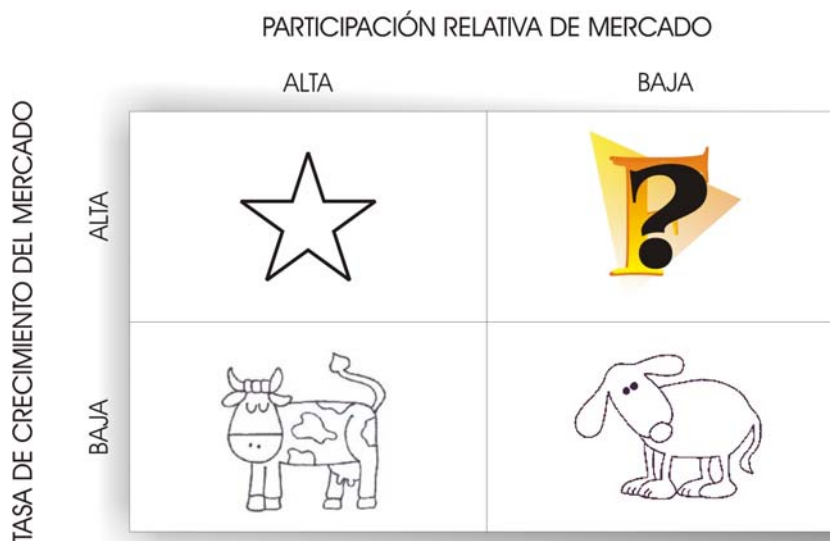 PARTICIPACIÓN RELATIVA DE MERCADO
ALTA
BAJA
TASA DE CRECIMIENTO DEL MERCADO
ALTA
?
BAJA